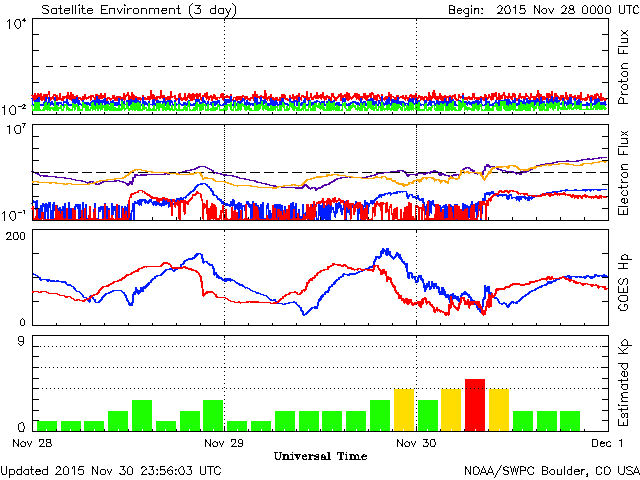 Satellite Environment (3 day)
Begin: 2015 Nov 28 0000 UTC
10⁴
10⁻²
Proton Flux
10⁷
10⁻¹
Electron Flux
200
0
GOES Hp
9
0
Estimated Kp
Nov 28
Nov 29
Nov 30
Dec 1
Universal Time
Updated 2015 Nov 30 23:56:03 UTC
NOAA/SWPC Boulder, CO USA